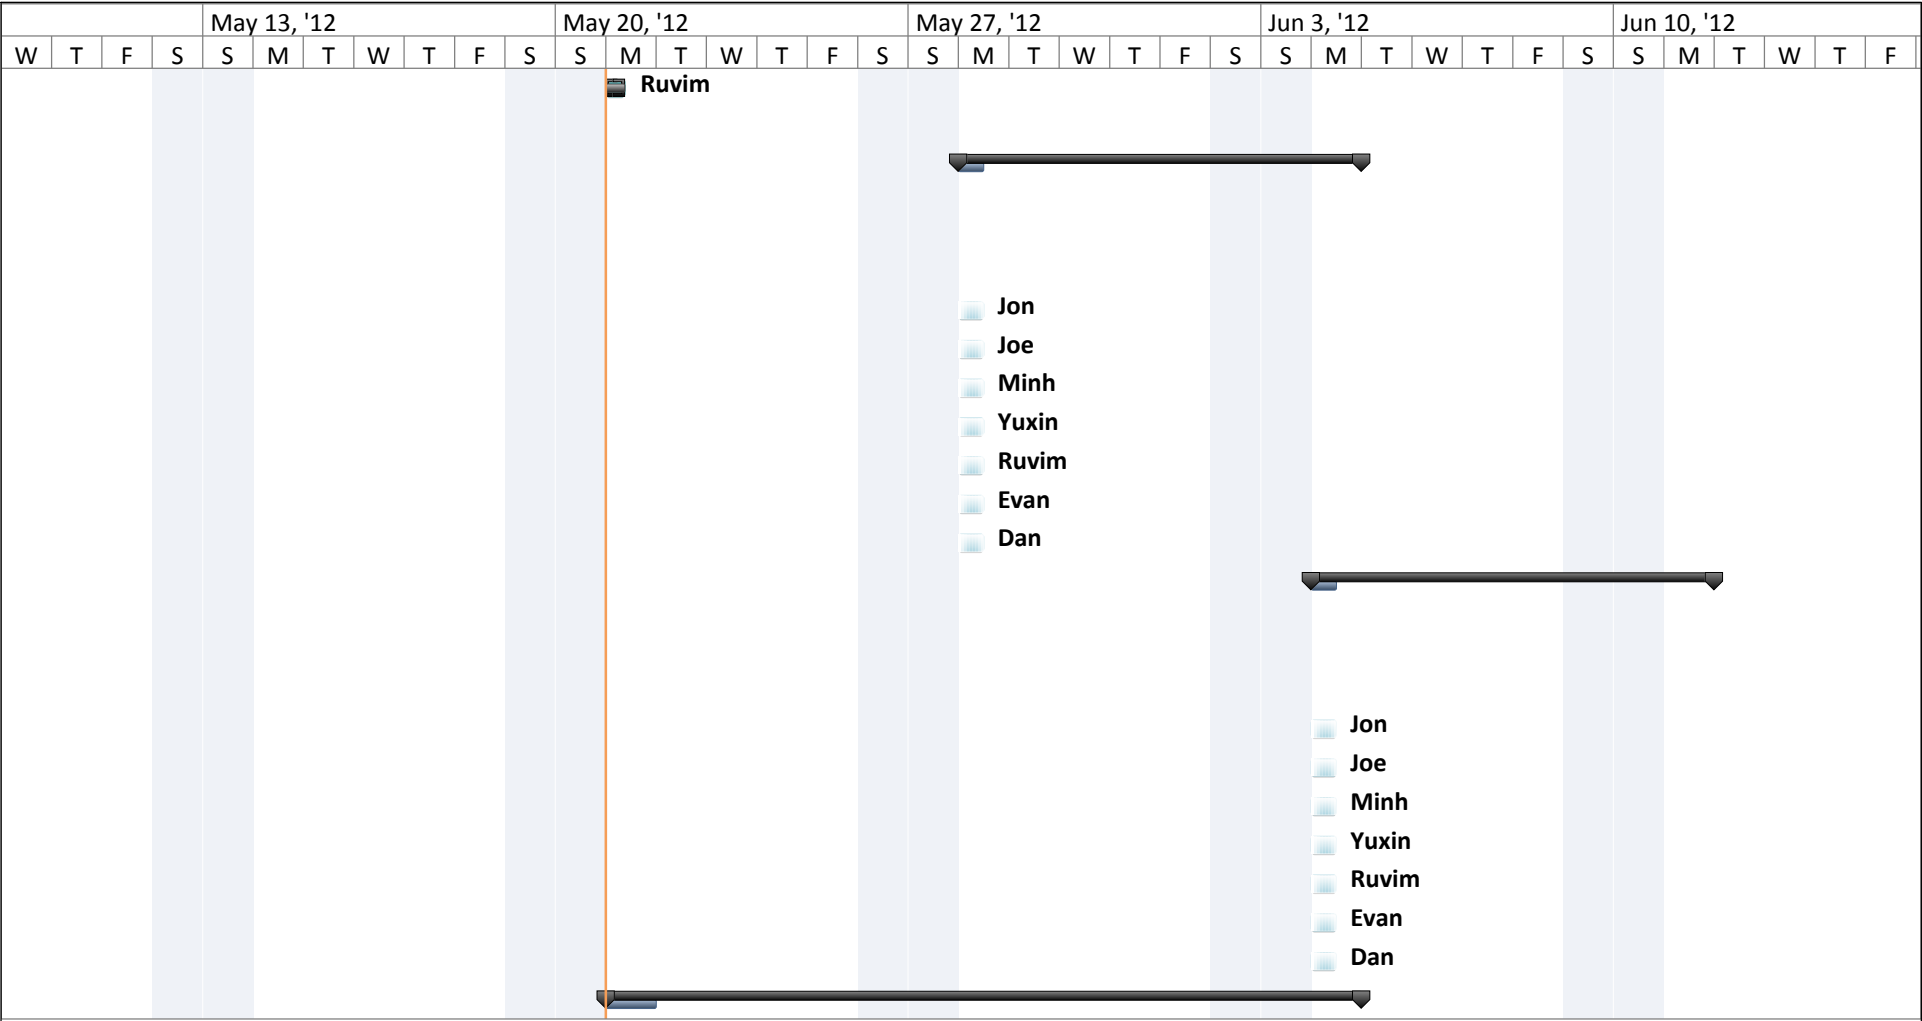 May 13, '12 May 20, '12 May 27, '12 Jun 3, '12 Jun 10, '12
W T F S S M T W T F S S M T W T F S S M T W T F S S M T W T F S S M T W T F
Ruvim
Jon
Joe
Minh
Yuxin
Ruvim
Evan
Dan
Jon
Joe
Minh
Yuxin
Ruvim
Evan
Dan